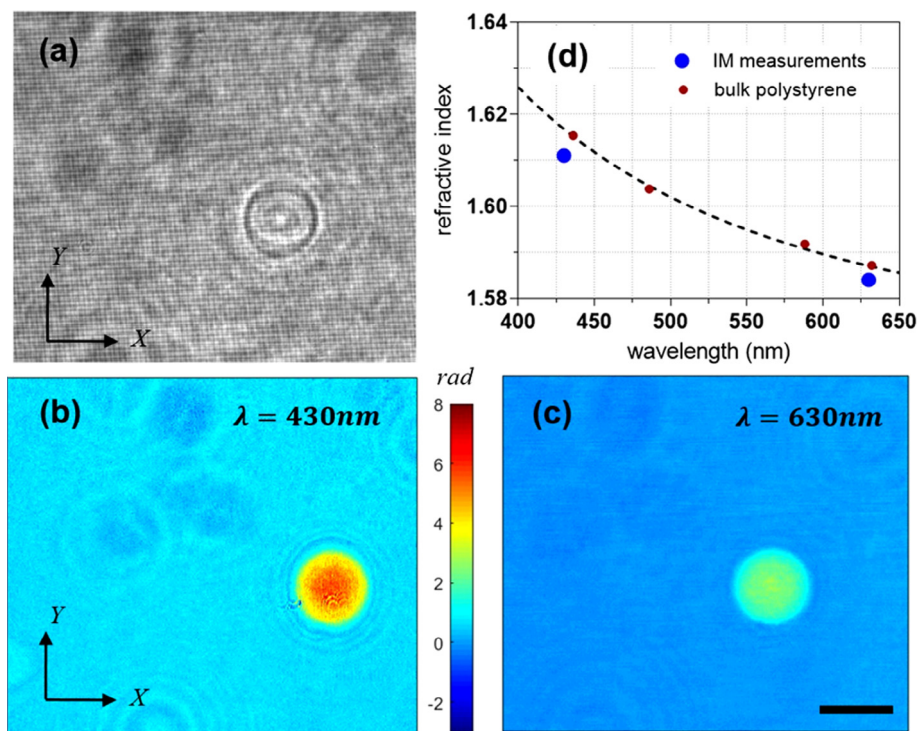 (a)
Y
X
(d)
1.64
1.62
1.60
1.58
refractive index
IM measurements
bulk polystyrene
400 450 500 550 600 650
wavelength (nm)
(b)
λ = 430nm
Y
X
rad
8
6
4
2
0
-2
(c)
λ = 630nm